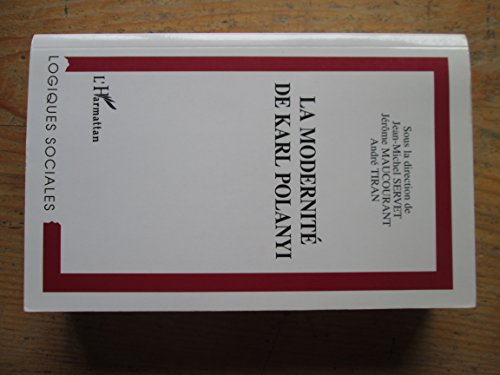 Sous la direction de
Jean-Michel SERVET
Jérôme MAUCOURANT
André TIRAN
LA MODERNITÉ
DE KARL POLANYI
L'Harmattan
LOGIQUES SOCIALES